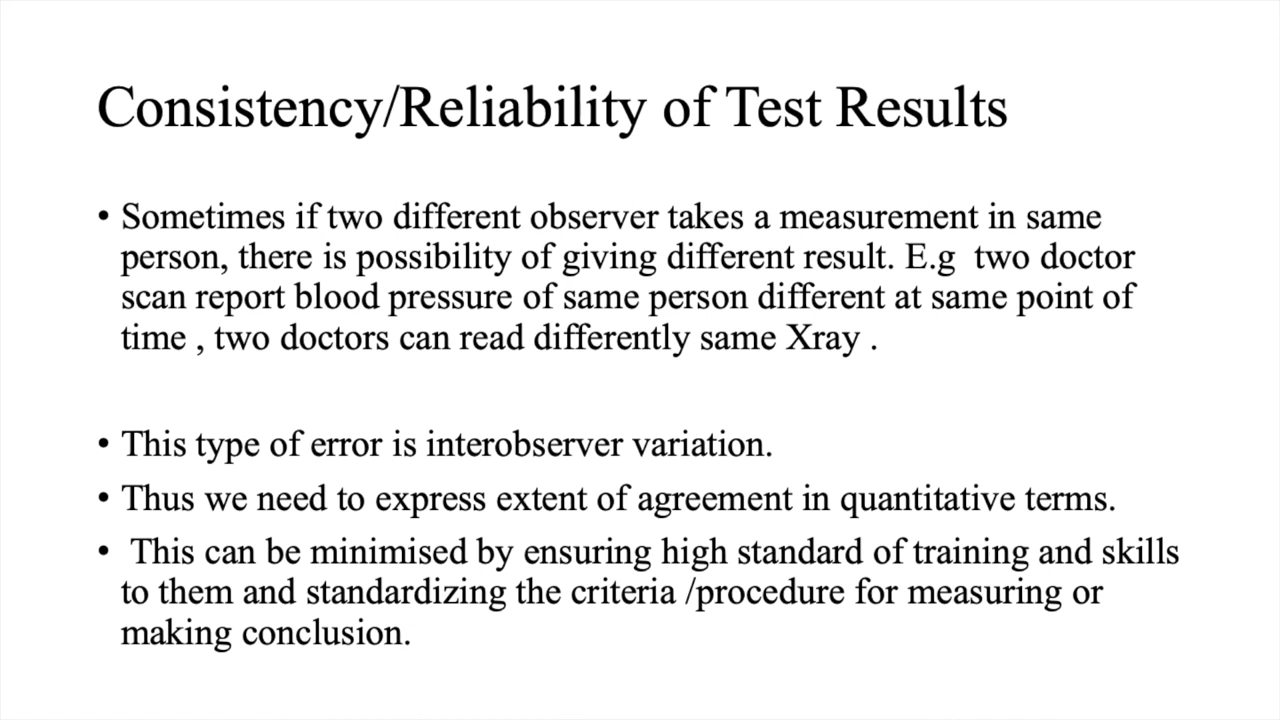 Consistency/Reliability of Test Results
• Sometimes if two different observer takes a measurement in same
person, there is possibility of giving different result. E.g  two doctor
scan report blood pressure of same person different at same point of
time , two doctors can read differently same Xray .
• This type of error is interobserver variation.
• Thus we need to express extent of agreement in quantitative terms.
•  This can be minimised by ensuring high standard of training and skills
to them and standardizing the criteria /procedure for measuring or
making conclusion.